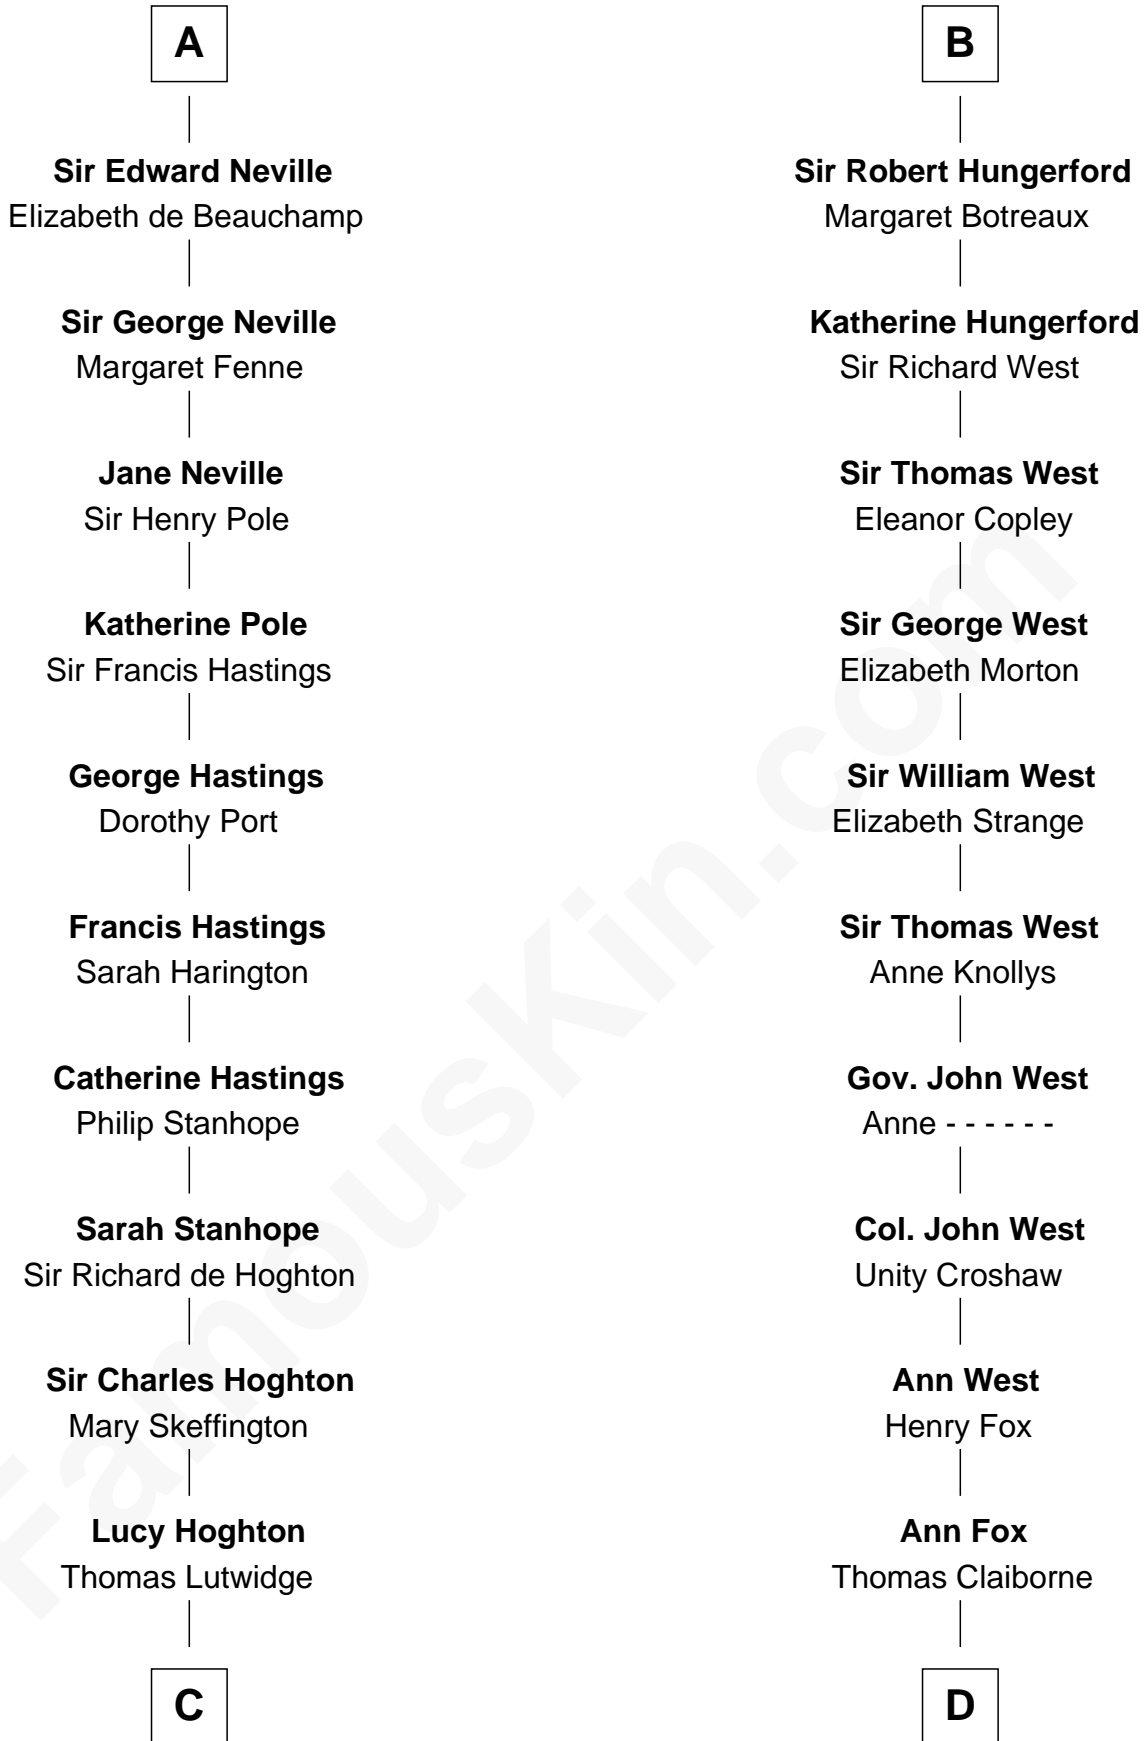 A
Sir Edward Neville
Elizabeth de Beauchamp
Sir George Neville
Margaret Fenne
Jane Neville
Sir Henry Pole
Katherine Pole
Sir Francis Hastings
George Hastings
Dorothy Port
Francis Hastings
Sarah Harington
Catherine Hastings
Philip Stanhope
Sarah Stanhope
Sir Richard de Hoghton
Sir Charles Hoghton
Mary Skeffington
Lucy Hoghton
Thomas Lutwidge
C
B
Sir Robert Hungerford
Margaret Botreaux
Katherine Hungerford
Sir Richard West
Sir Thomas West
Eleanor Copley
Sir George West
Elizabeth Morton
Sir William West
Elizabeth Strange
Sir Thomas West
Anne Knollys
Gov. John West
Anne - - - - - -
Col. John West
Unity Croshaw
Ann West
Henry Fox
Ann Fox
Thomas Claiborne
D
FamousKin.com